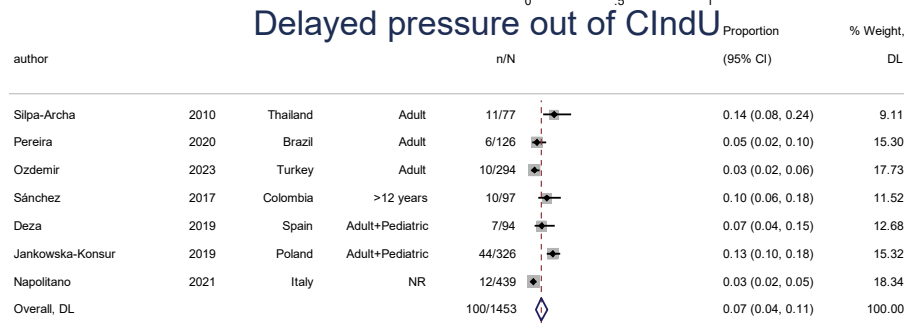 0 .5 1
Delayed pressure out of CIndU
Proportion % Weight,
author n/N (95% CI) DL
Silpa-Archa 2010 Thailand Adult 11/77 0.14 (0.08, 0.24) 9.11
Pereira 2020 Brazil Adult 6/126 0.05 (0.02, 0.10) 15.30
Ozdemir 2023 Turkey Adult 10/294 0.03 (0.02, 0.06) 17.73
Sánchez 2017 Colombia >12 years 10/97 0.10 (0.06, 0.18) 11.52
Deza 2019 Spain Adult+Pediatric 7/94 0.07 (0.04, 0.15) 12.68
Jankowska-Konsur 2019 Poland Adult+Pediatric 44/326 0.13 (0.10, 0.18) 15.32
Napolitano 2021 Italy NR 12/439 0.03 (0.02, 0.05) 18.34
Overall, DL 100/1453 0.07 (0.04, 0.11) 100.00